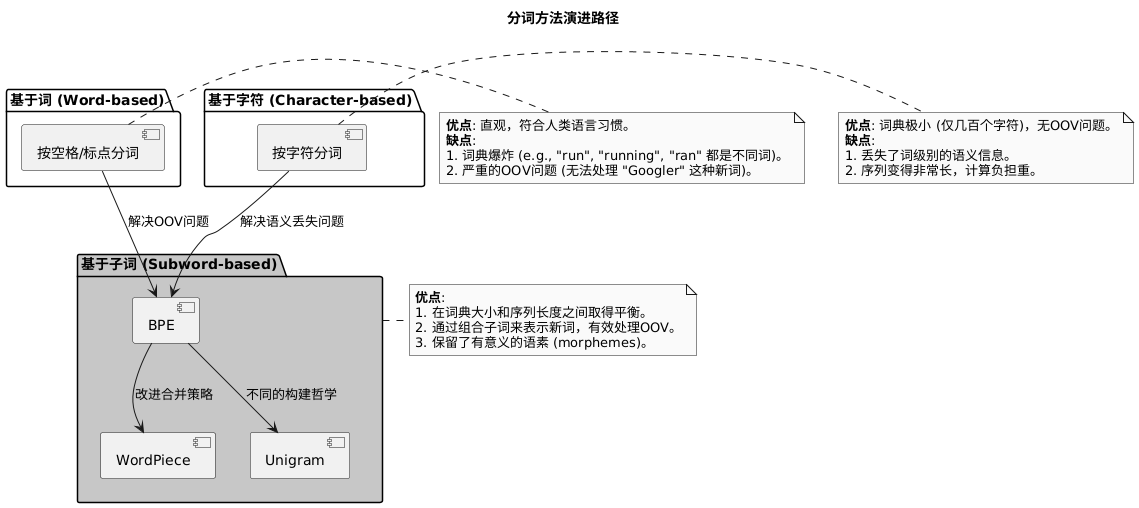 分词方法演进路径
基于词 (Word-based)
按空格/标点分词
基于字符 (Character-based)
按字符分词
优点: 直观，符合人类语言习惯。
缺点:
1. 词典爆炸 (e.g., "run", "running", "ran" 都是不同词)。
2. 严重的OOV问题 (无法处理 "Googler" 这种新词)。
优点: 词典极小 (仅几百个字符)，无OOV问题。
缺点:
1. 丢失了词级别的语义信息。
2. 序列变得非常长，计算负担重。
解决OOV问题
解决语义丢失问题
基于子词 (Subword-based)
BPE
优点:
1. 在词典大小和序列长度之间取得平衡。
2. 通过组合子词来表示新词，有效处理OOV。
3. 保留了有意义的语素 (morphemes)。
改进合并策略
不同的构建哲学
WordPiece
Unigram